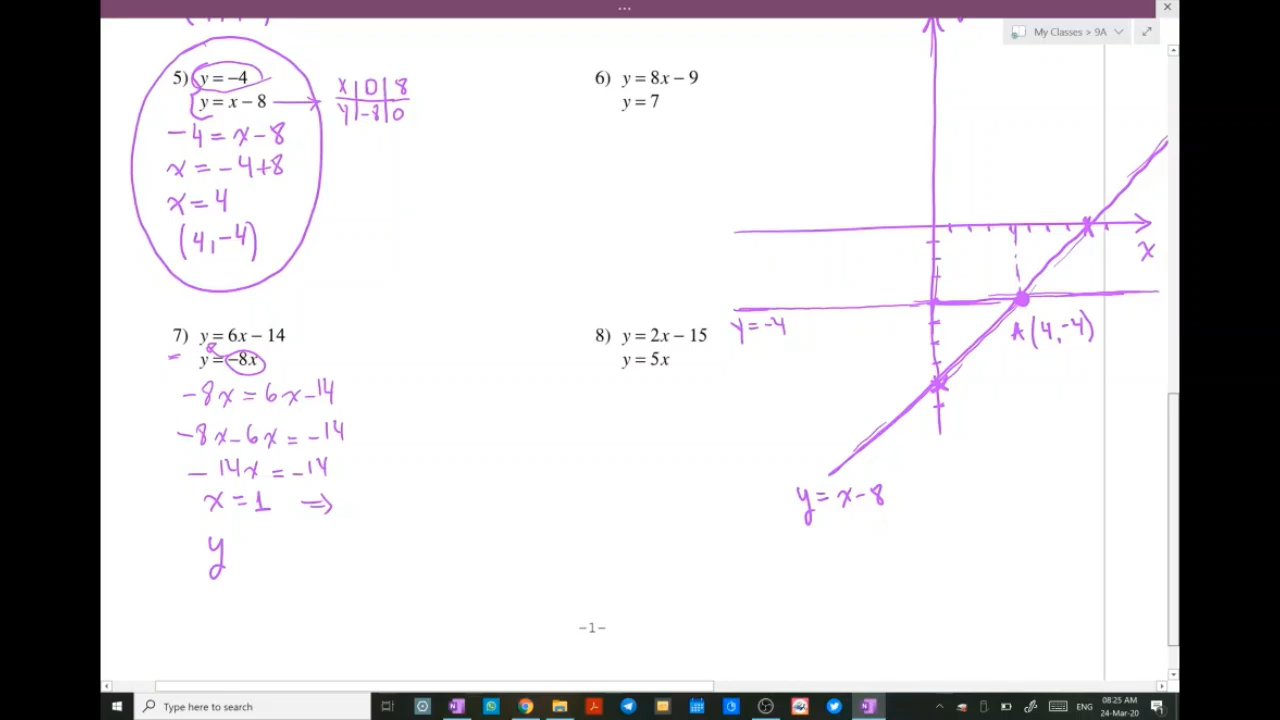 My Classes > 9A
5) y = −4
y = x − 8
x | 0 | 8
y | -8 | 0
-4 = x - 8
x = -4+8
x = 4
(4, -4)
6) y = 8x − 9
y = 7
x
y = -4
A (4, -4)
y = x - 8
7) y = 6x − 14
y = −8x
-8x = 6x - 14
-8x - 6x = -14
-14x = -14
x = 1 ⇒
y
8) y = 2x − 15
y = 5x
-1-
Type here to search
ENG
08:25 AM
24-Mar-20